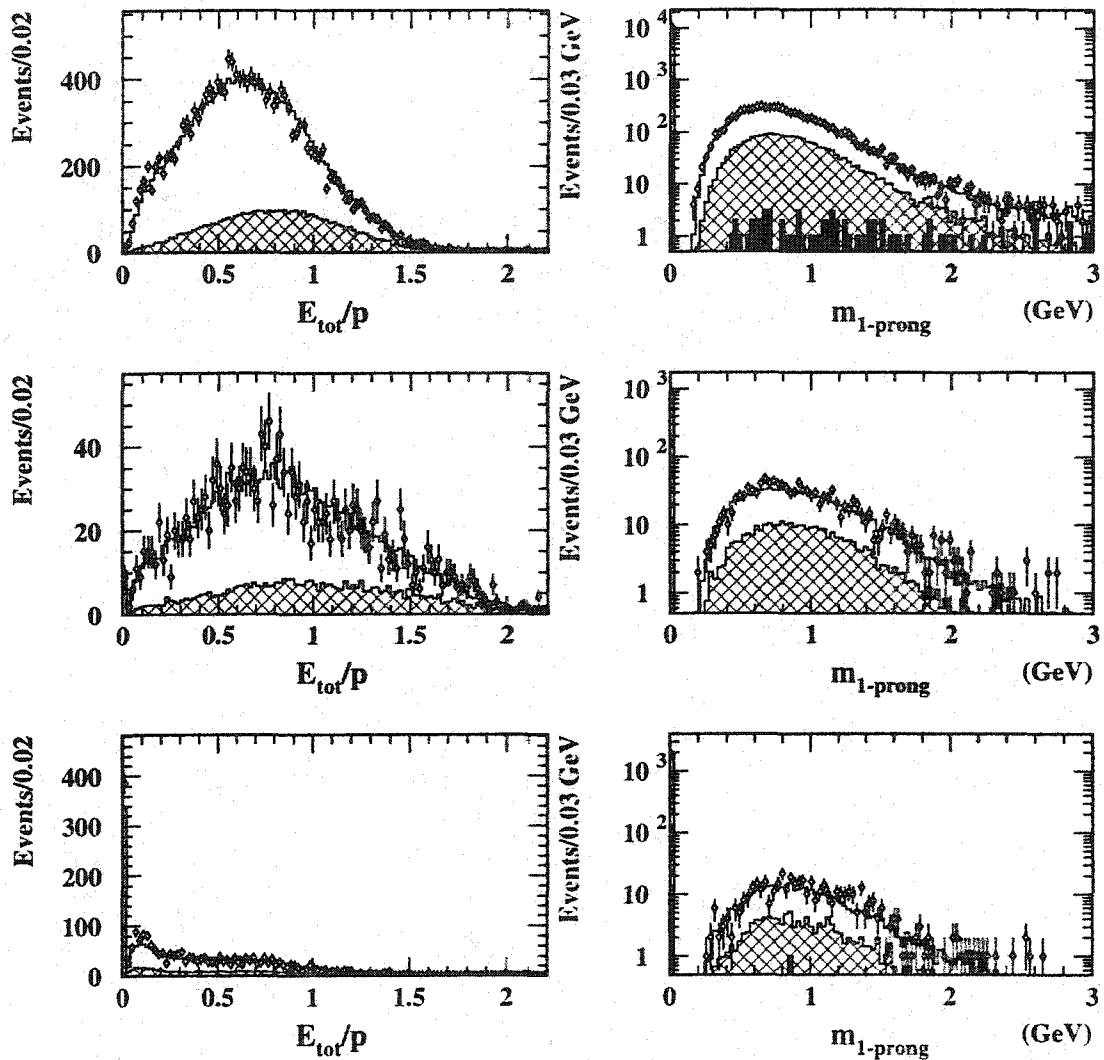 Events/0.02
400
200
0
0 0.5 1 1.5 2
E_tot/p
Events/0.03 GeV
10^4
10^3
10^2
10
1
0 1 2 3
m_1-prong (GeV)
Events/0.02
40
20
0
0 0.5 1 1.5 2
E_tot/p
Events/0.03 GeV
10^3
10^2
10
1
0 1 2 3
m_1-prong (GeV)
Events/0.02
400
300
200
100
0
0 0.5 1 1.5 2
E_tot/p
Events/0.03 GeV
10^3
10^2
10
1
0 1 2 3
m_1-prong (GeV)